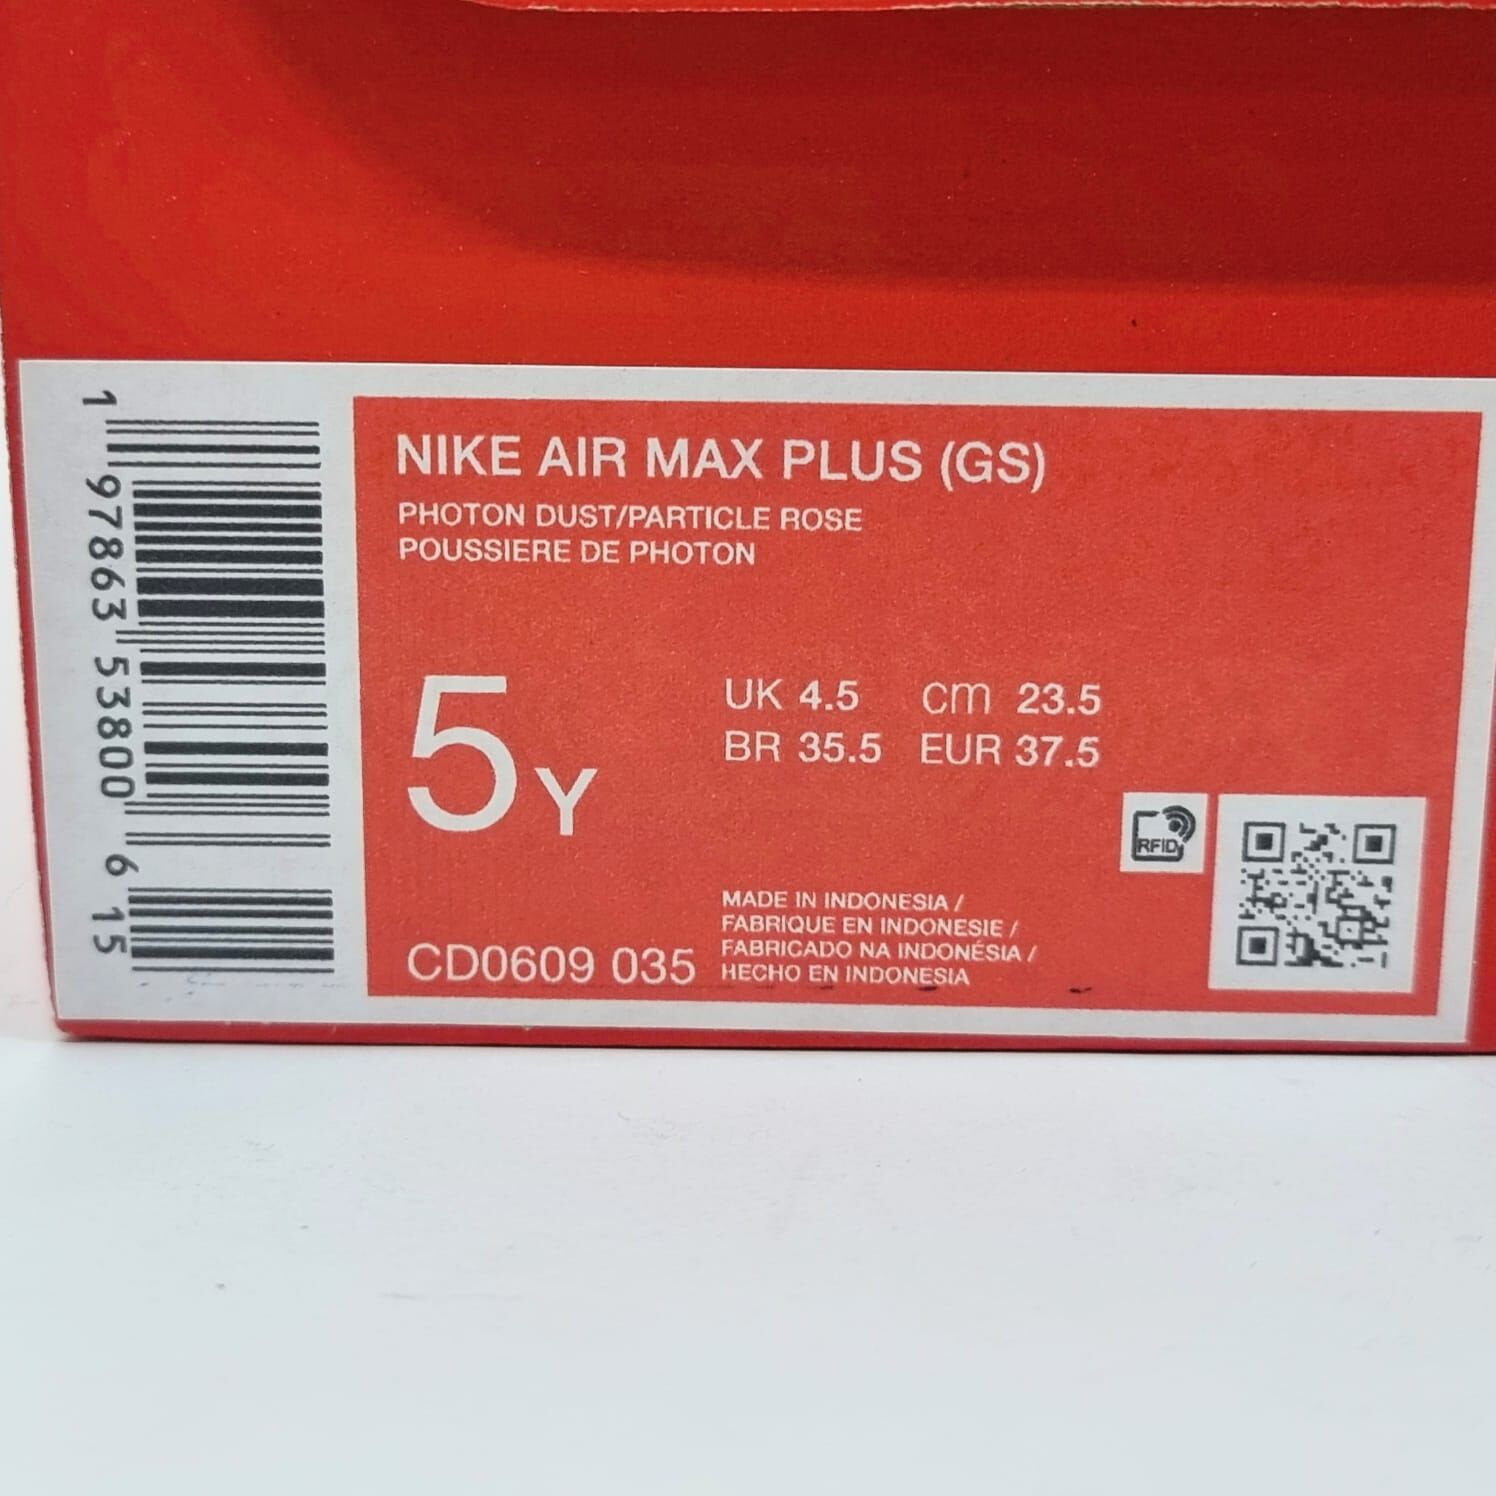 NIKE AIR MAX PLUS (GS)
PHOTON DUST/PARTICLE ROSE
POUSSIERE DE PHOTON
5Y
UK 4.5 cm 23.5
BR 35.5 EUR 37.5
RFID
CD0609 035
MADE IN INDONESIA /
FABRIQUE EN INDONESIE /
FABRICADO NA INDONÉSIA /
HECHO EN INDONESIA
1 97863 53800 6 15